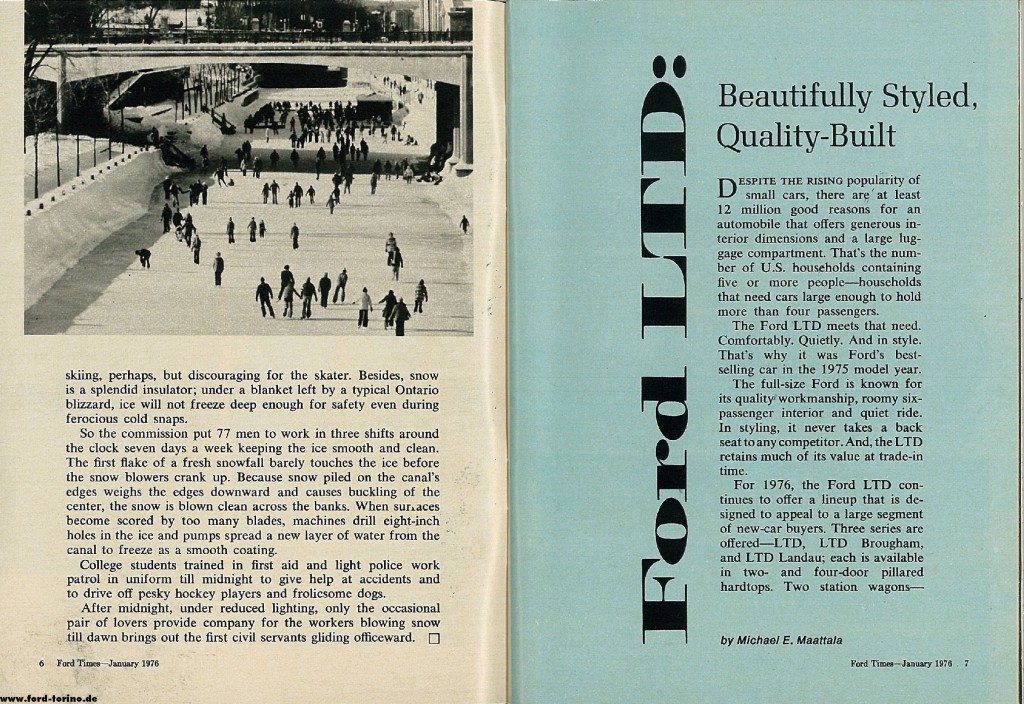 skiing, perhaps, but discouraging for the skater. Besides, snow
is a splendid insulator; under a blanket left by a typical Ontario
blizzard, ice will not freeze deep enough for safety even during
ferocious cold snaps.
So the commission put 77 men to work in three shifts around
the clock seven days a week keeping the ice smooth and clean.
The first flake of a fresh snowfall barely touches the ice before
the snow blowers crank up. Because snow piled on the canal's
edges weighs the edges downward and causes buckling of the
center, the snow is blown clean across the banks. When surfaces
become scored by too many blades, machines drill eight-inch
holes in the ice and pumps spread a new layer of water from the
canal to freeze as a smooth coating.
College students trained in first aid and light police work
patrol in uniform till midnight to give help at accidents and
to drive off pesky hockey players and frolicsome dogs.
After midnight, under reduced lighting, only the occasional
pair of lovers provide company for the workers blowing snow
till dawn brings out the first civil servants gliding officeward. □
6 Ford Times—January 1976
www.ford-torino.de
Ford LTD:
Beautifully Styled,
Quality-Built
DESPITE THE RISING popularity of
small cars, there are at least
12 million good reasons for an
automobile that offers generous in-
terior dimensions and a large lug-
gage compartment. That's the num-
ber of U.S. households containing
five or more people—households
that need cars large enough to hold
more than four passengers.
The Ford LTD meets that need.
Comfortably. Quietly. And in style.
That's why it was Ford's best-
selling car in the 1975 model year.
The full-size Ford is known for
its quality workmanship, roomy six-
passenger interior and quiet ride.
In styling, it never takes a back
seat to any competitor. And, the LTD
retains much of its value at trade-in
time.
For 1976, the Ford LTD con-
tinues to offer a lineup that is de-
signed to appeal to a large segment
of new-car buyers. Three series are
offered—LTD, LTD Brougham,
and LTD Landau; each is available
in two- and four-door pillared
hardtops. Two station wagons—
by Michael E. Maattala
Ford Times—January 1976 7